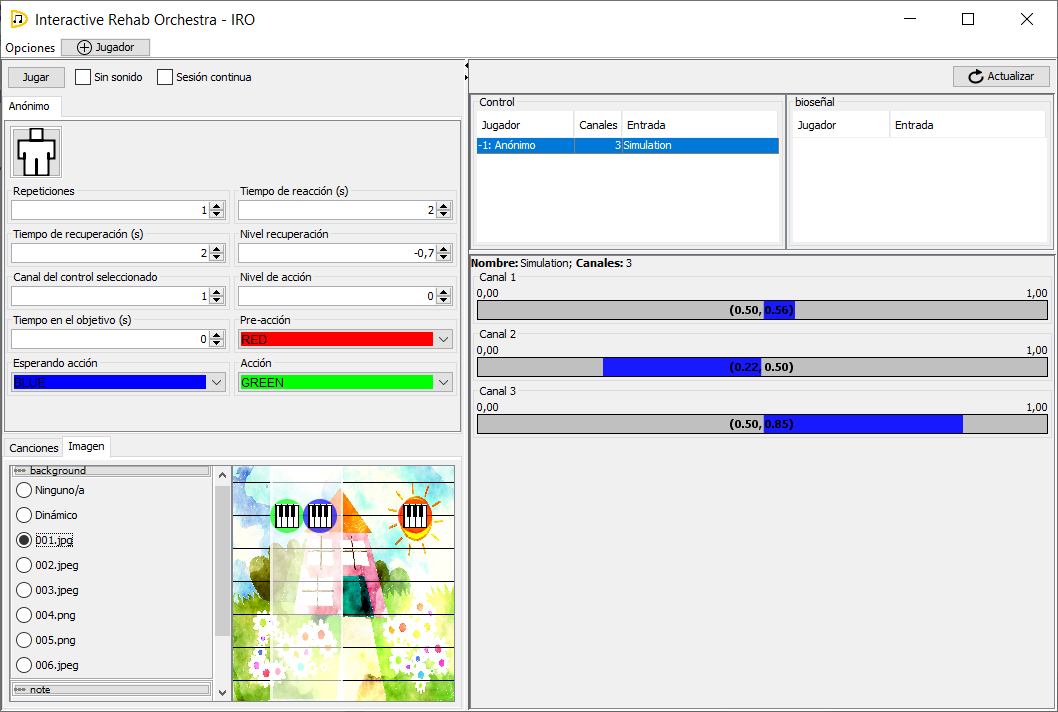 Interactive Rehab Orchestra - IRO
Opciones Jugador
Jugar Sin sonido Sesión continua
Anónimo
Repeticiones Tiempo de reacción (s)
1 2
Tiempo de recuperación (s) Nivel recuperación
2 -0,7
Canal del control seleccionado Nivel de acción
1 0
Tiempo en el objetivo (s) Pre-acción
0 RED
Esperando acción Acción
BLUE GREEN
Canciones Imagen
background
Ninguno/a
Dinámico
001.jpg
002.jpeg
003.jpeg
004.png
005.png
006.jpeg
note
Actualizar
Control
Jugador Canales Entrada
-1: Anónimo 3 Simulation
bioseñal
Jugador Entrada
Nombre: Simulation; Canales: 3
Canal 1
0,00 1,00
(0.50, 0.56)
Canal 2
0,00 1,00
(0.22, 0.50)
Canal 3
0,00 1,00
(0.50, 0.85)